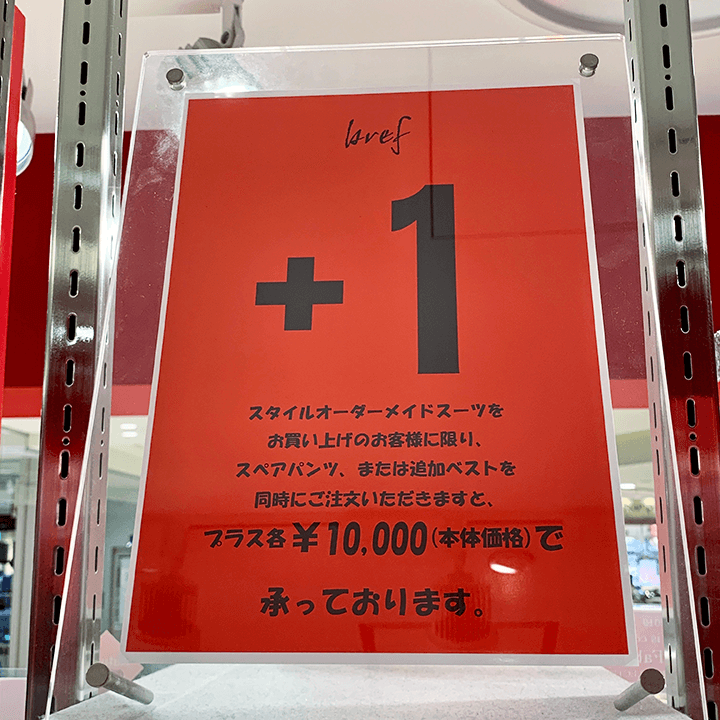 bref
+1
スタイルオーダーメイドスーツを
お買い上げのお客様に限り、
スペアパンツ、または追加ベストを
同時にご注文いただきますと、
プラス各￥10,000(本体価格)で
承っております。